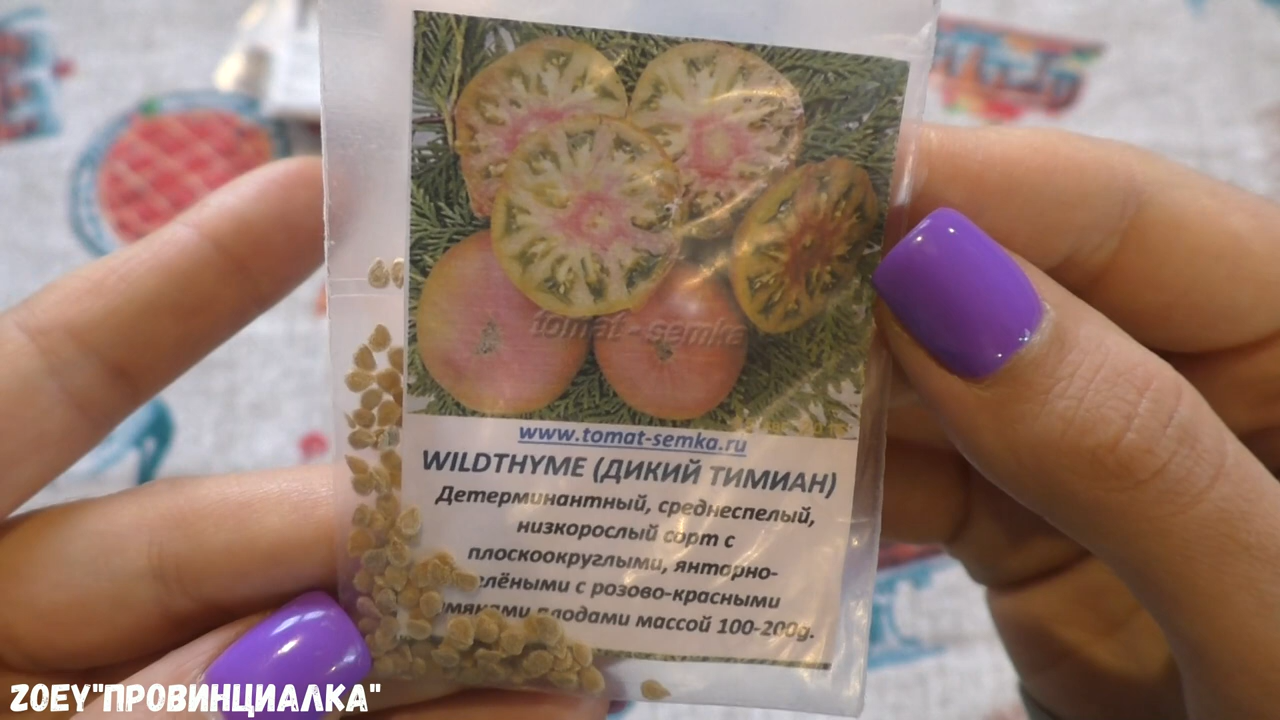 tomat - semka
www.tomat-semka.ru
WILDTHYME (ДИКИЙ ТИМИАН)
Детерминантный, среднеспелый,
низкорослый сорт с
плоскоокруглыми, янтарно-
с розово-красными
плодами массой 100-200g.
ZOEY"ПРОВИНЦИАЛКА"